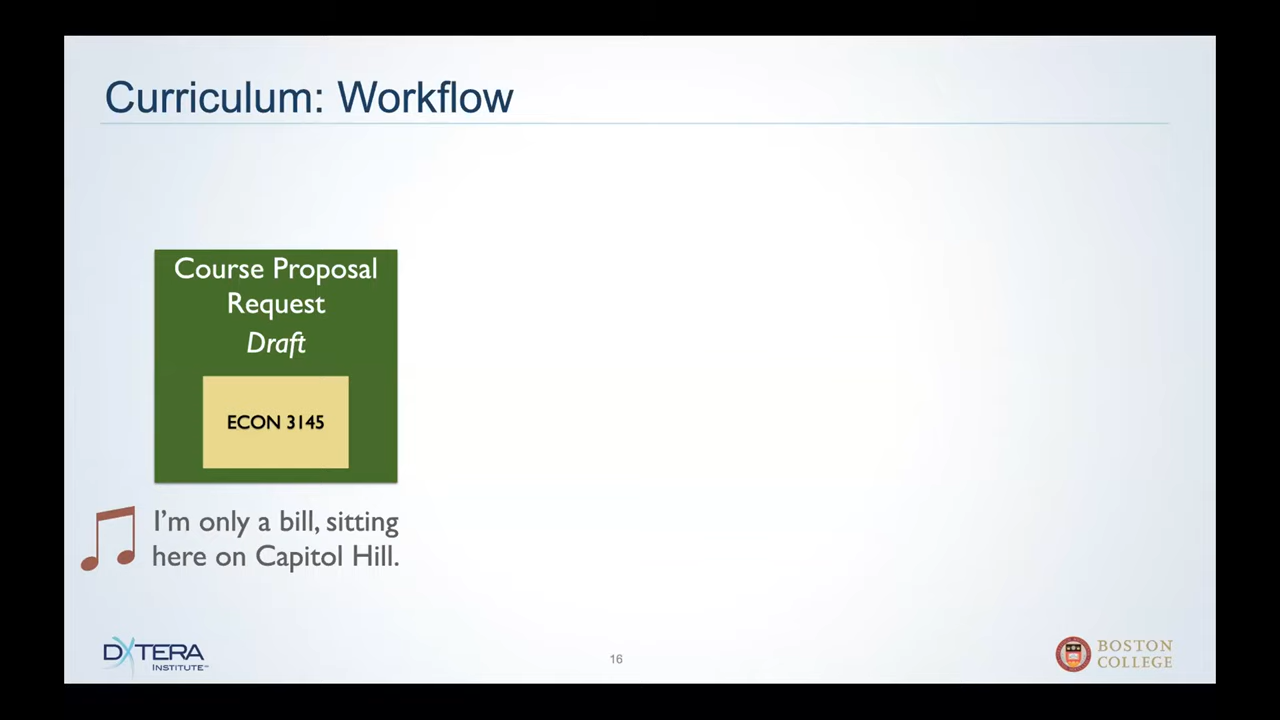 Curriculum: Workflow
Course Proposal
Request
Draft
ECON 3145
I'm only a bill, sitting
here on Capitol Hill.
DXTERA
INSTITUTE℠
16
BOSTON
COLLEGE